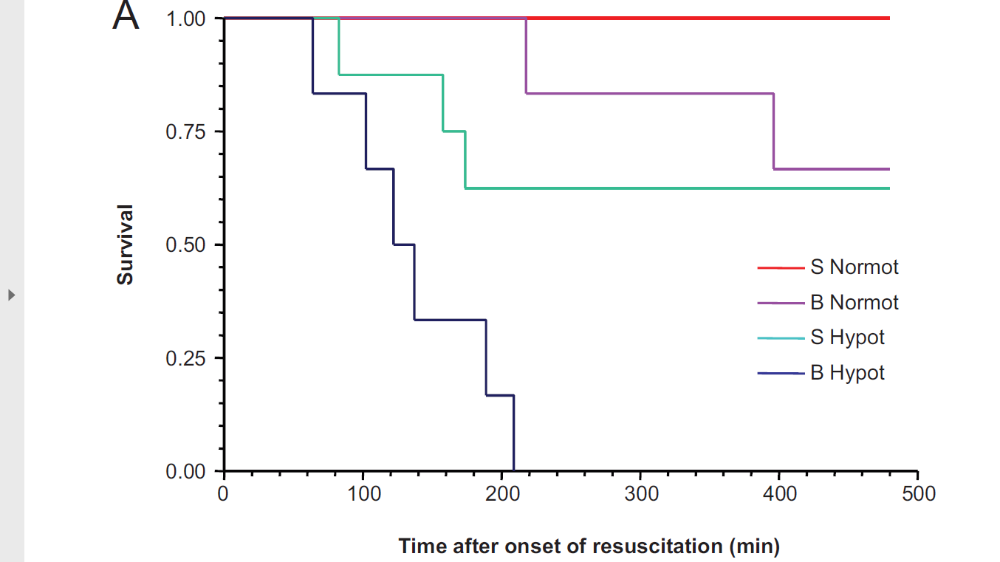 A
1.00
0.75
0.50
0.25
0.00
Survival
S Normot
B Normot
S Hypot
B Hypot
0 100 200 300 400 500
Time after onset of resuscitation (min)